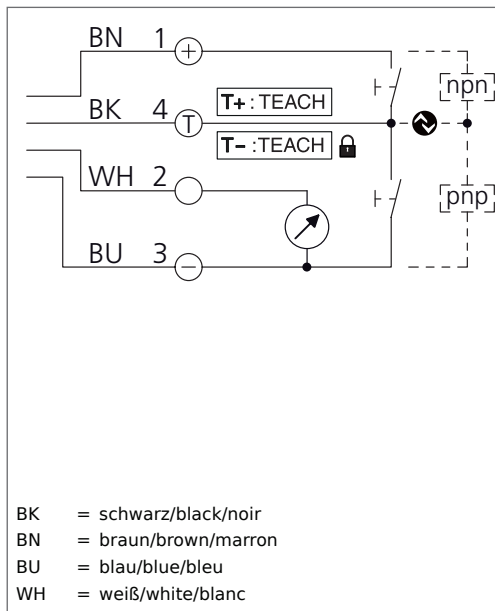 BN 1 +
npn
BK 4 T
T+ : TEACH
T– : TEACH
WH 2
pnp
BU 3 –
BK = schwarz/black/noir
BN = braun/brown/marron
BU = blau/blue/bleu
WH = weiß/white/blanc